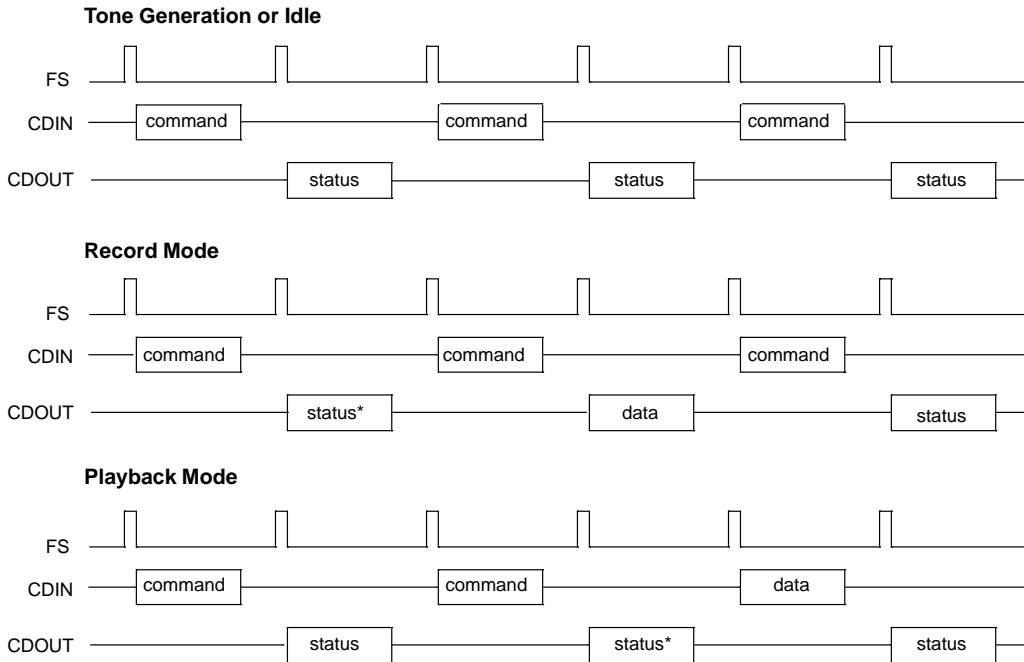 Tone Generation or Idle
FS
CDIN command command command
CDOUT status status status
Record Mode
FS
CDIN command command command
CDOUT status* data status
Playback Mode
FS
CDIN command command data
CDOUT status status* status